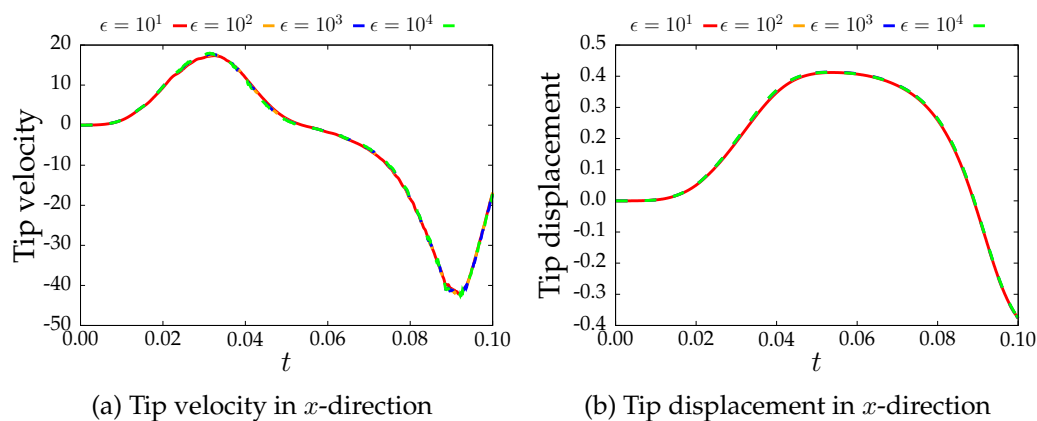 ϵ = 10¹ ϵ = 10² ϵ = 10³ ϵ = 10⁴
20
10
0
-10
-20
-30
-40
-50
Tip velocity
0.00 0.02 0.04 0.06 0.08 0.10
t
(a) Tip velocity in x-direction
ϵ = 10¹ ϵ = 10² ϵ = 10³ ϵ = 10⁴
0.5
0.4
0.3
0.2
0.1
0.0
-0.1
-0.2
-0.3
-0.4
Tip displacement
0.00 0.02 0.04 0.06 0.08 0.10
t
(b) Tip displacement in x-direction